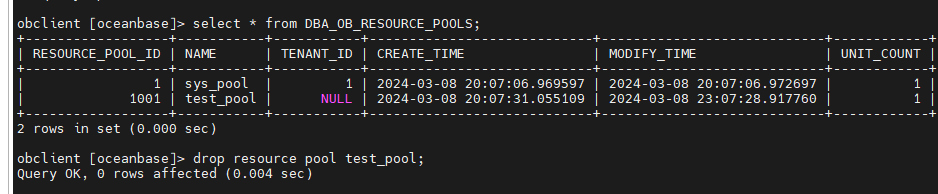 obclient [oceanbase]> select * from DBA_OB_RESOURCE_POOLS;
+------------------+-----------+-----------+----------------------------+----------------------------+------------+
| RESOURCE_POOL_ID | NAME      | TENANT_ID | CREATE_TIME                | MODIFY_TIME                | UNIT_COUNT |
+------------------+-----------+-----------+----------------------------+----------------------------+------------+
|                1 | sys_pool  |         1 | 2024-03-08 20:07:06.969597 | 2024-03-08 20:07:06.972697 |          1 |
|             1001 | test_pool |      NULL | 2024-03-08 20:07:31.055109 | 2024-03-08 23:07:28.917760 |          1 |
+------------------+-----------+-----------+----------------------------+----------------------------+------------+
2 rows in set (0.000 sec)
obclient [oceanbase]> drop resource pool test_pool;
Query OK, 0 rows affected (0.004 sec)